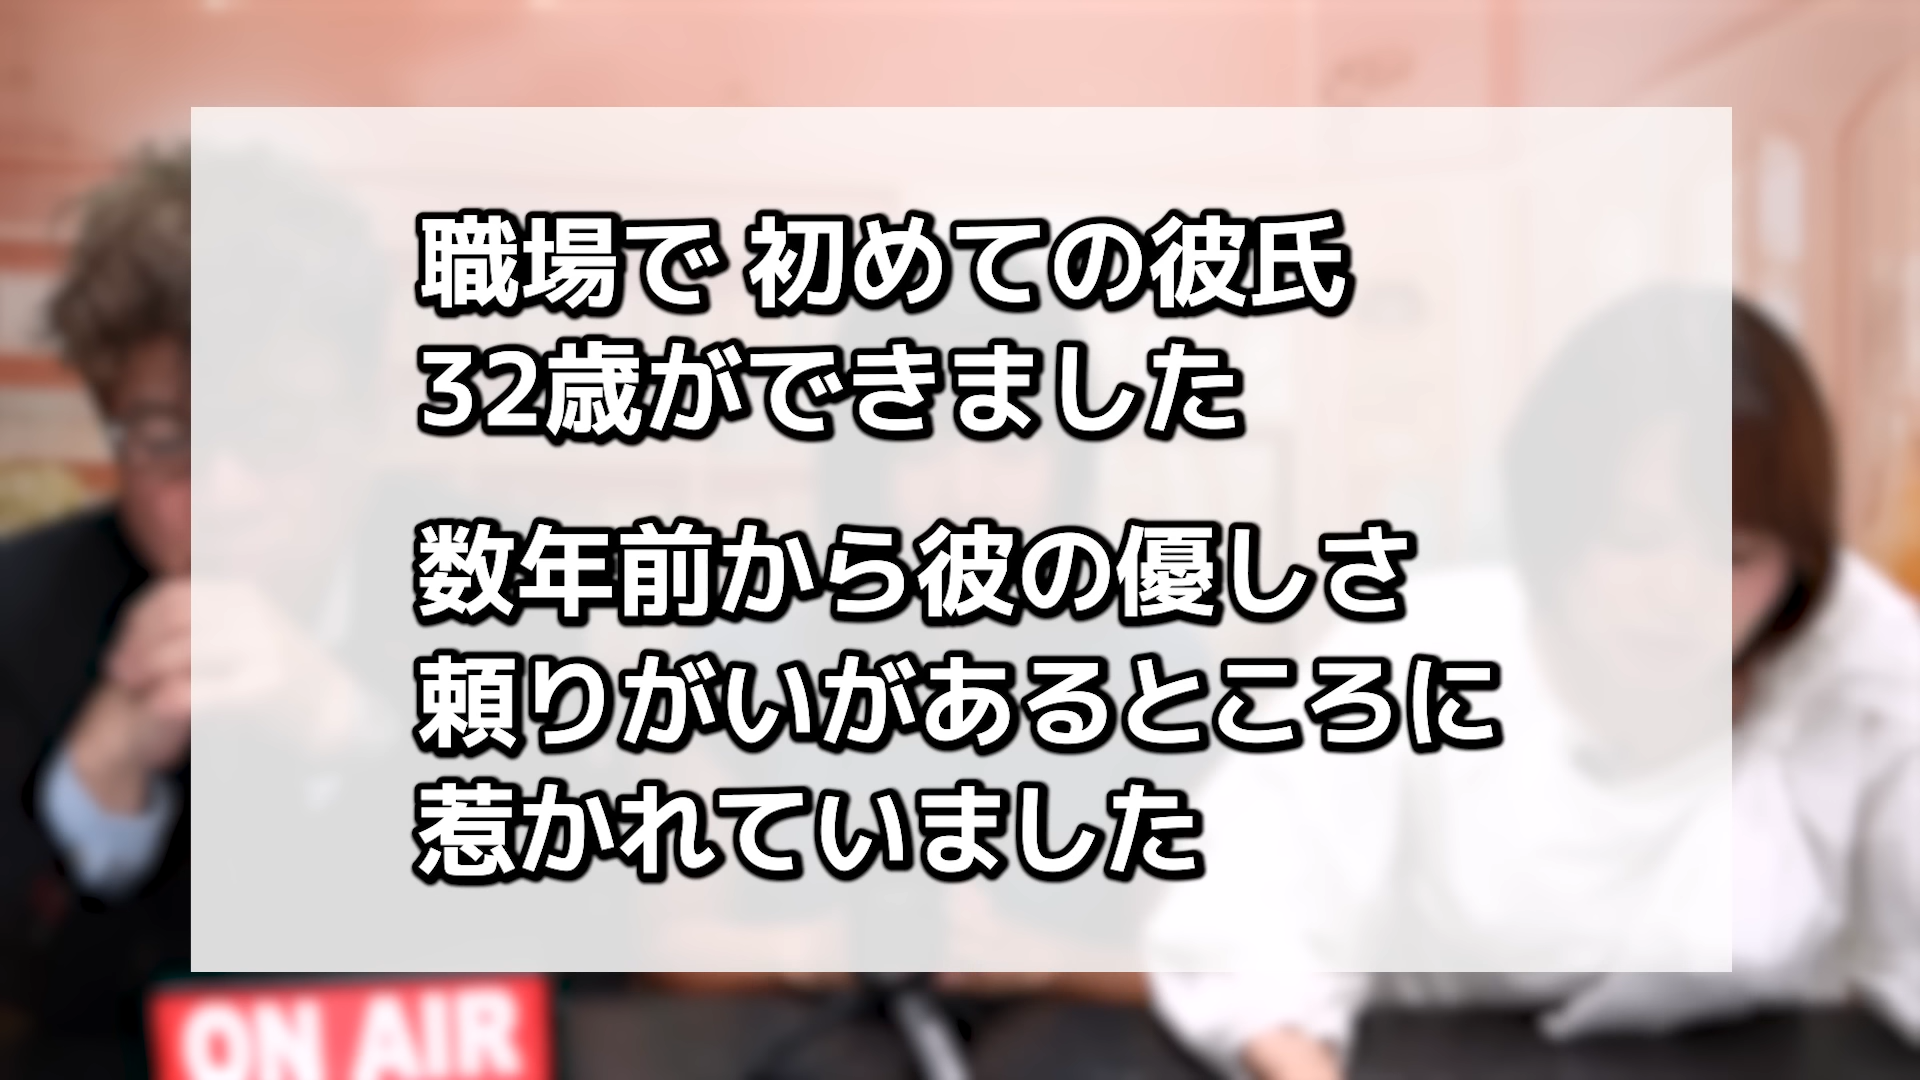 職場で 初めての彼氏
32歳ができました
数年前から彼の優しさ
頼りがいがあるところに
惹かれていました
ON AIR